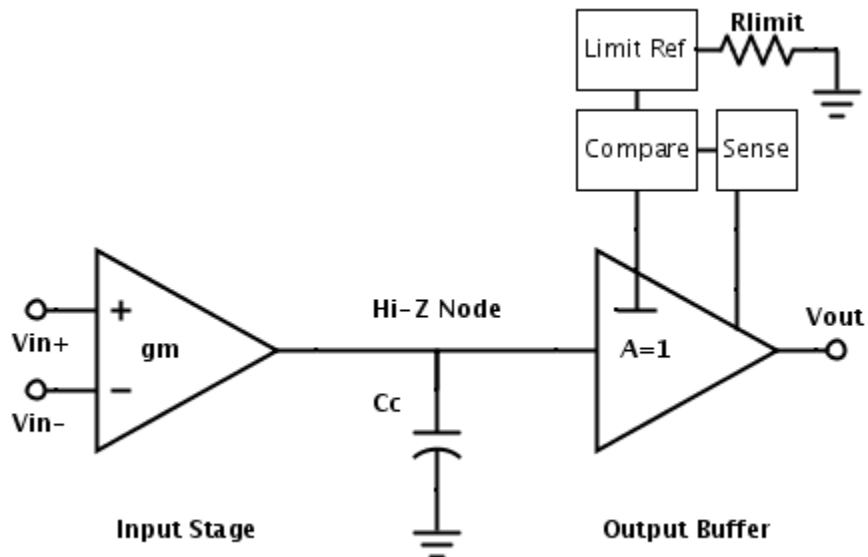 Rlimit
Limit Ref
Compare
Sense
Hi-Z Node
Vout
+
Vin+
gm
A=1
−
Vin-
Cc
Input Stage
Output Buffer